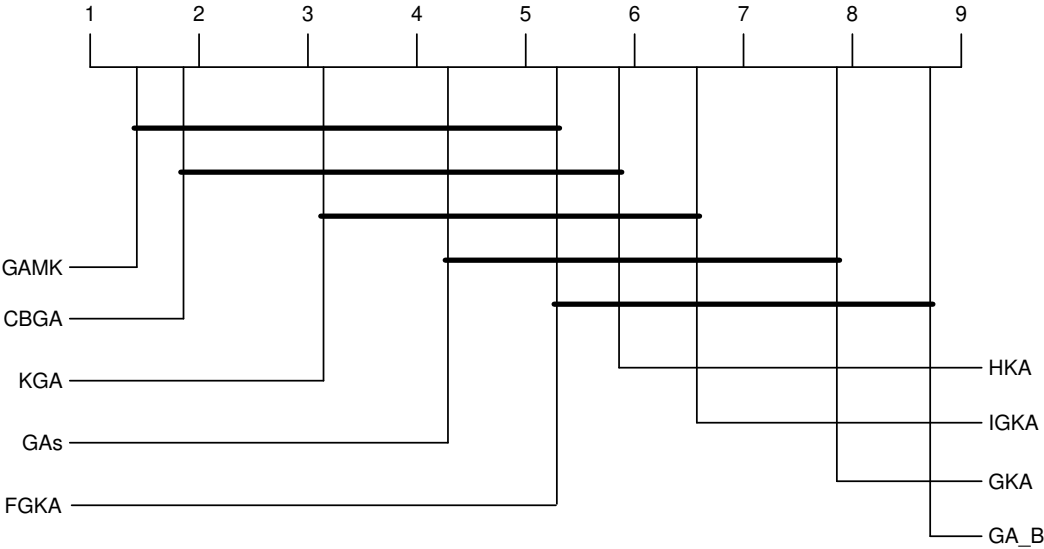 1 2 3 4 5 6 7 8 9
GAMK
CBGA
KGA
GAs
FGKA
HKA
IGKA
GKA
GA_B